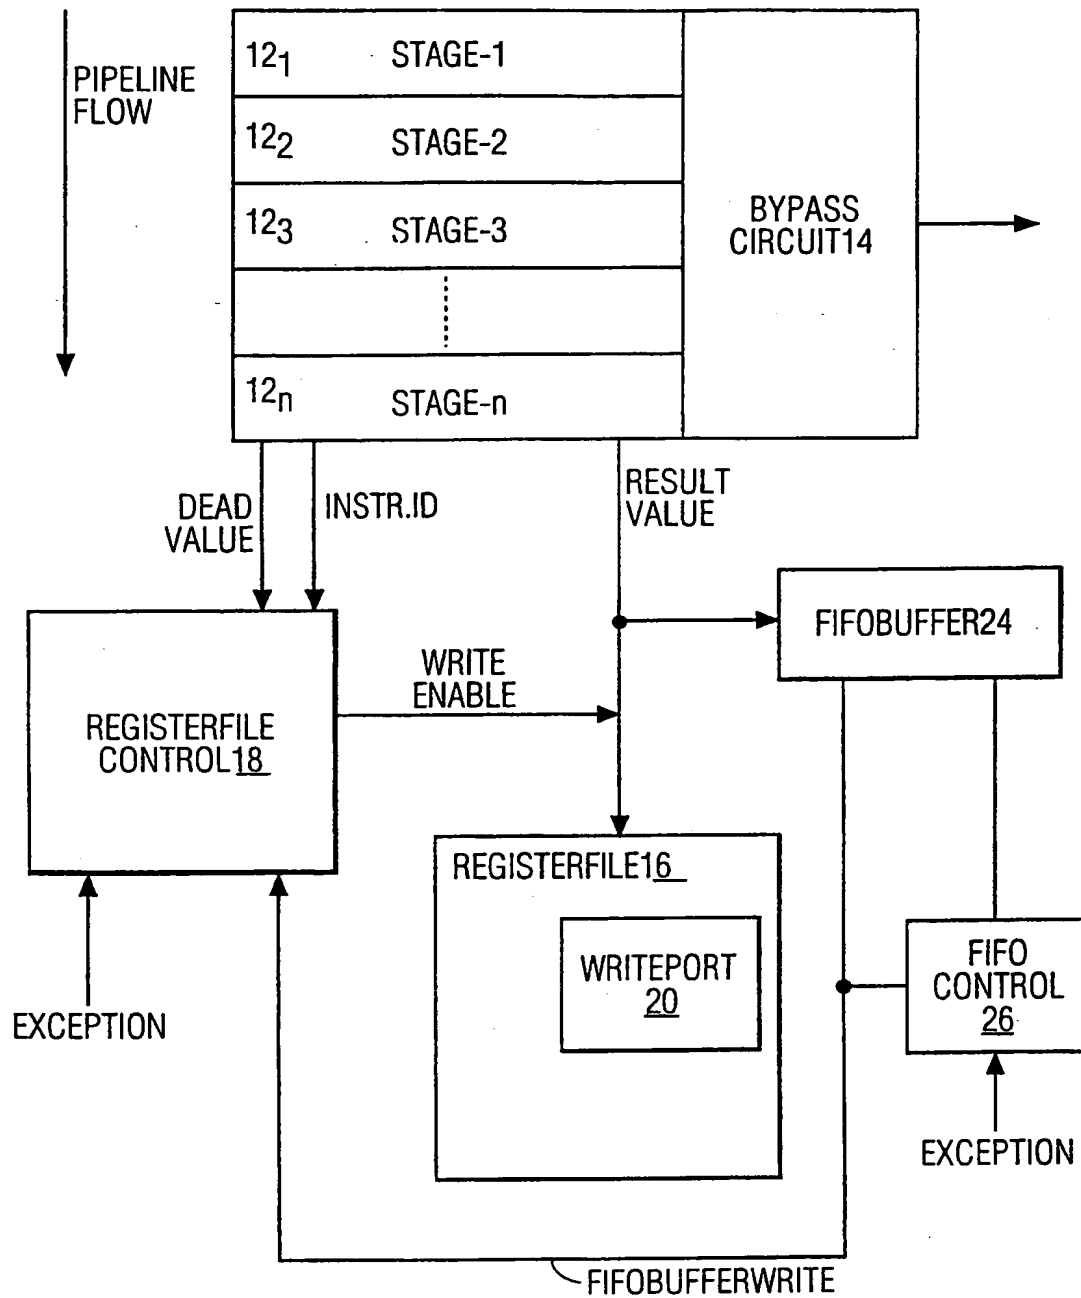 PIPELINE
FLOW
12₁ STAGE-1
12₂ STAGE-2
12₃ STAGE-3
12ₙ STAGE-n
BYPASS
CIRCUIT14
DEAD
VALUE
INSTR.ID
RESULT
VALUE
FIFOBUFFER24
WRITE
ENABLE
REGISTERFILE
CONTROL18
REGISTERFILE16
WRITEPORT
20
FIFO
CONTROL
26
EXCEPTION
EXCEPTION
FIFOBUFFERWRITE